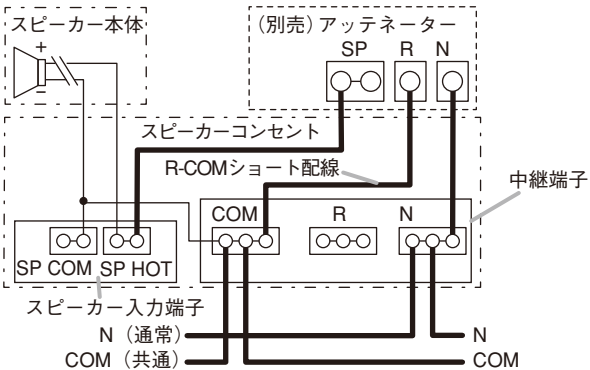 スピーカー本体
+
−
(別売) アッテネーター
SP R N
スピーカーコンセント
R-COMショート配線
中継端子
COM R N
SP COM SP HOT
スピーカー入力端子
N（通常） N
COM（共通） COM